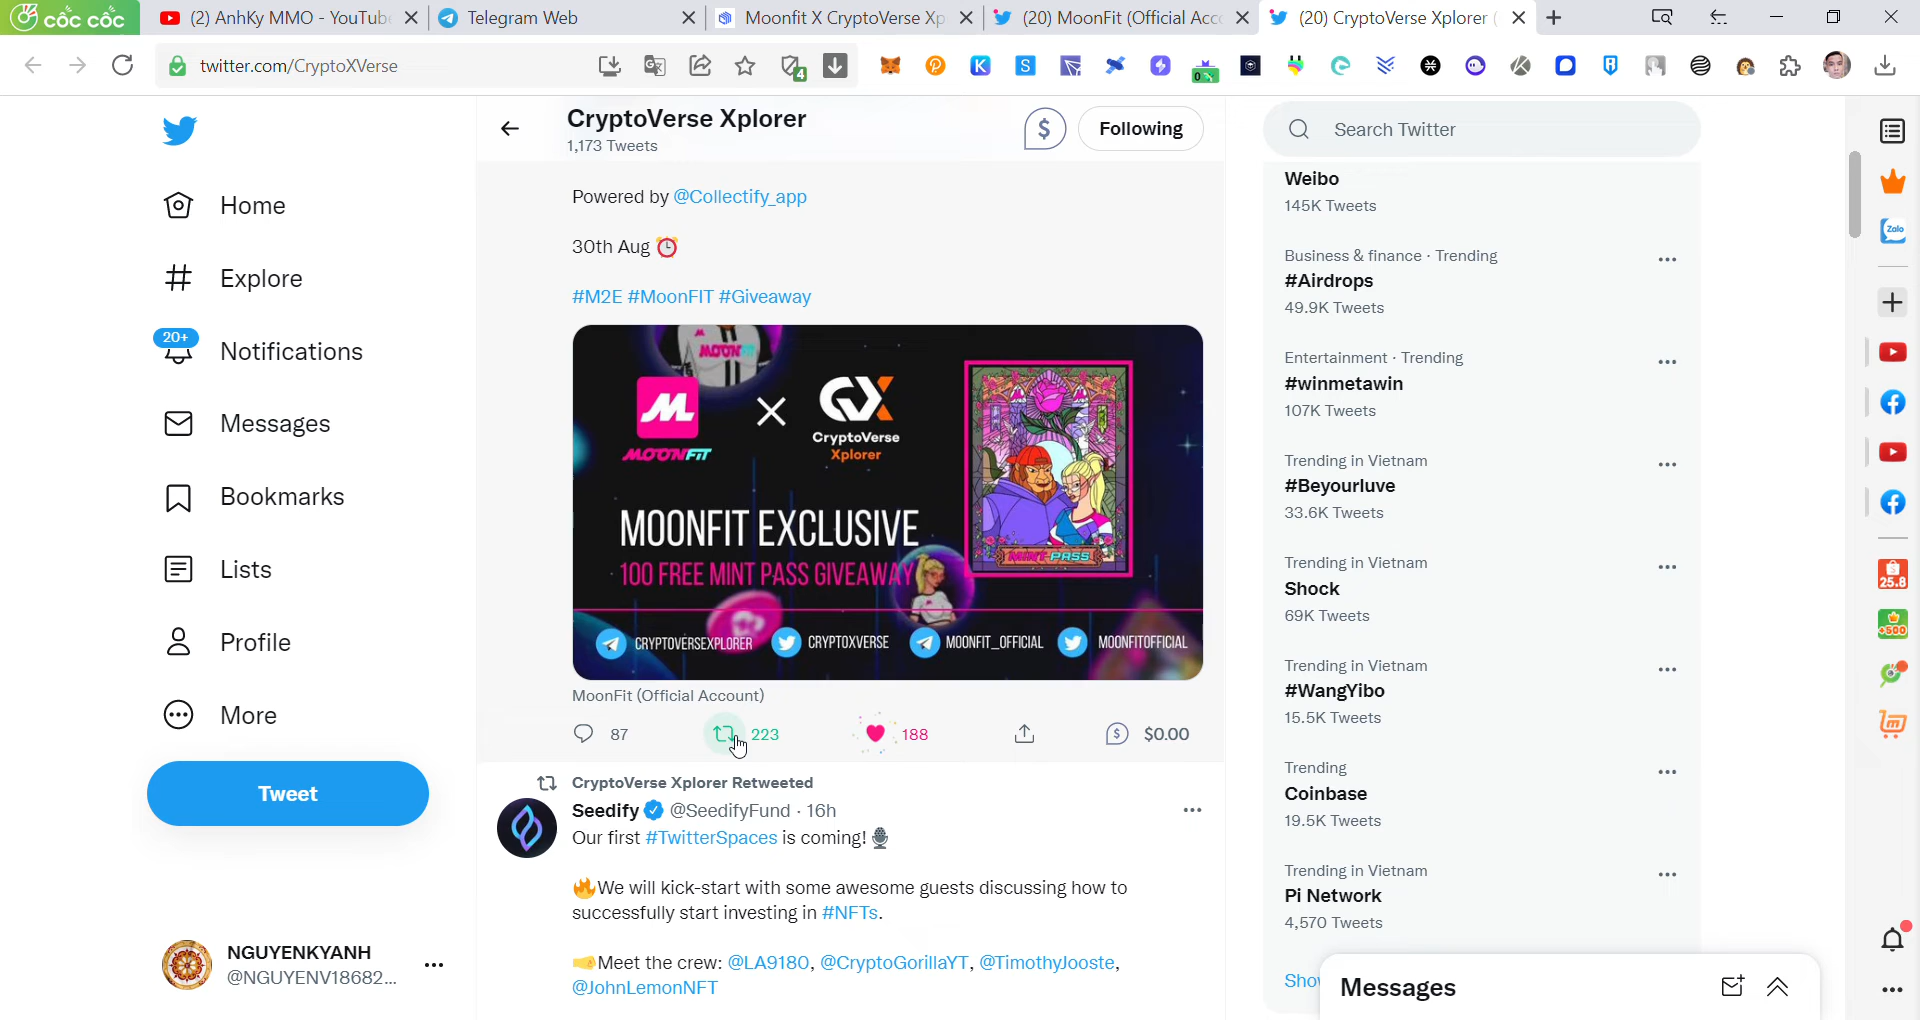 cốc cốc
(2) AnhKy MMO - YouTub
Telegram Web
Moonfit X CryptoVerse Xp
(20) MoonFit (Official Acc
(20) CryptoVerse Xplorer (
twitter.com/CryptoXVerse
4
0
CryptoVerse Xplorer
1,173 Tweets
$
Following
Search Twitter
Home
Explore
20+
Notifications
Messages
Bookmarks
Lists
Profile
More
Tweet
NGUYENKYANH
@NGUYENV18682...
Powered by @Collectify_app
30th Aug
#M2E #MoonFIT #Giveaway
MOONFIT
CryptoVerse
Xplorer
MOONFIT EXCLUSIVE
100 FREE MINT PASS GIVEAWAY
MINT PASS
CRYPTOVERSEXPLORER
CRYPTOXVERSE
MOONFIT_OFFICIAL
MOONFITOFFICIAL
MoonFit (Official Account)
87
223
188
$ $0.00
CryptoVerse Xplorer Retweeted
Seedify @SeedifyFund · 16h
Our first #TwitterSpaces is coming!
We will kick-start with some awesome guests discussing how to
successfully start investing in #NFTs.
Meet the crew: @LA9180, @CryptoGorillaYT, @TimothyJooste,
@JohnLemonNFT
Weibo
145K Tweets
Business & finance · Trending
#Airdrops
49.9K Tweets
Entertainment · Trending
#winmetawin
107K Tweets
Trending in Vietnam
#Beyourluve
33.6K Tweets
Trending in Vietnam
Shock
69K Tweets
Trending in Vietnam
#WangYibo
15.5K Tweets
Trending
Coinbase
19.5K Tweets
Trending in Vietnam
Pi Network
4,570 Tweets
Messages
Zalo
25.8
+500